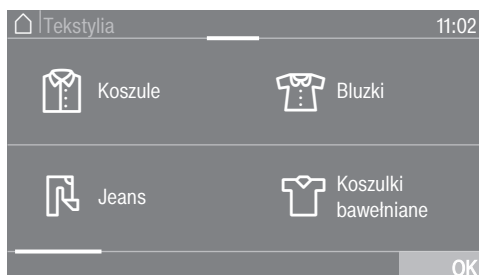 Tekstylia 11:02
Koszule
Bluzki
Jeans
Koszulki
bawełniane
OK